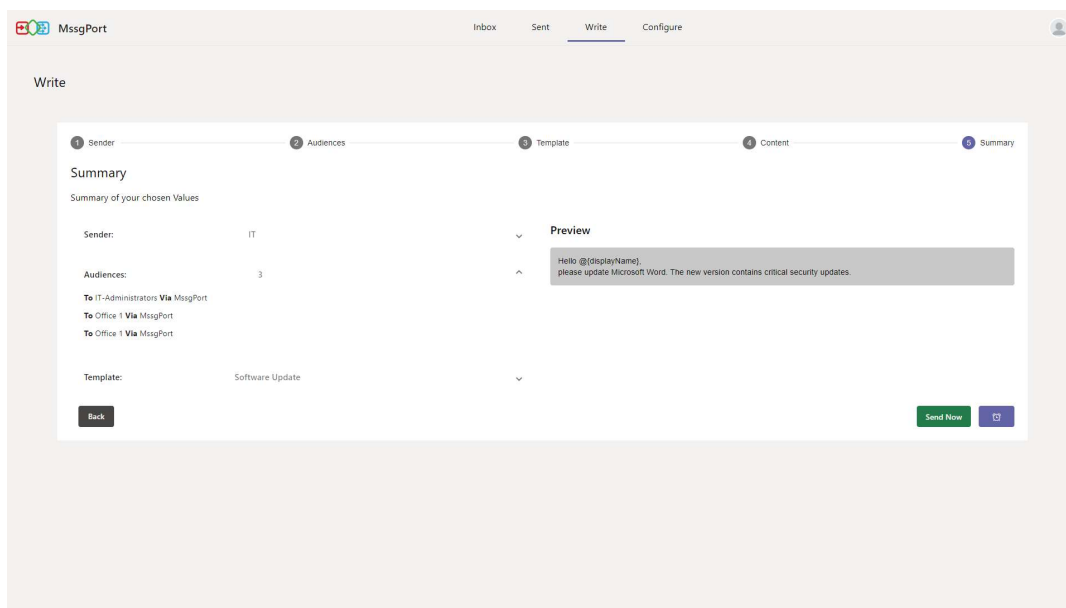 MssgPort
Inbox Sent Write Configure
Write
1 Sender 2 Audiences 3 Template 4 Content 5 Summary
Summary
Summary of your chosen Values
Sender: IT
Audiences: 3
To IT-Administrators Via MssgPort
To Office 1 Via MssgPort
To Office 1 Via MssgPort
Template: Software Update
Back
Preview
Hello @{displayName},
please update Microsoft Word. The new version contains critical security updates.
Send Now